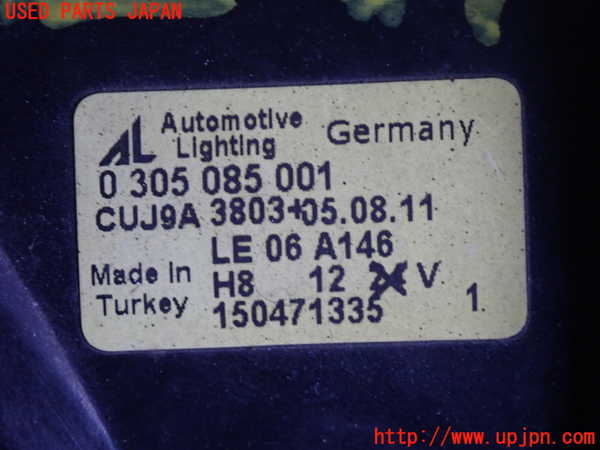 USED PARTS JAPAN
AL Automotive Lighting Germany
0 305 085 001
CUJ9A 3803+05.08.11
LE 06 A146
Made In Turkey
H8 12 24 V
150471335 1
http://www.upjpn.com/